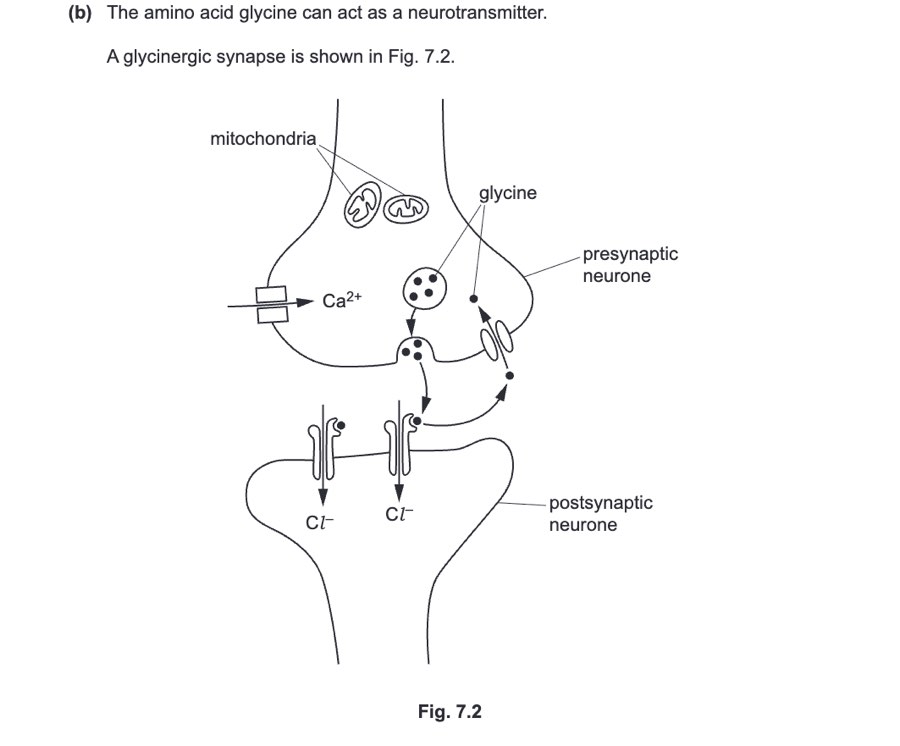 (b) The amino acid glycine can act as a neurotransmitter.
A glycinergic synapse is shown in Fig. 7.2.
mitochondria
glycine
presynaptic
neurone
Ca2+
postsynaptic
neurone
Cl–
Cl–
Fig. 7.2